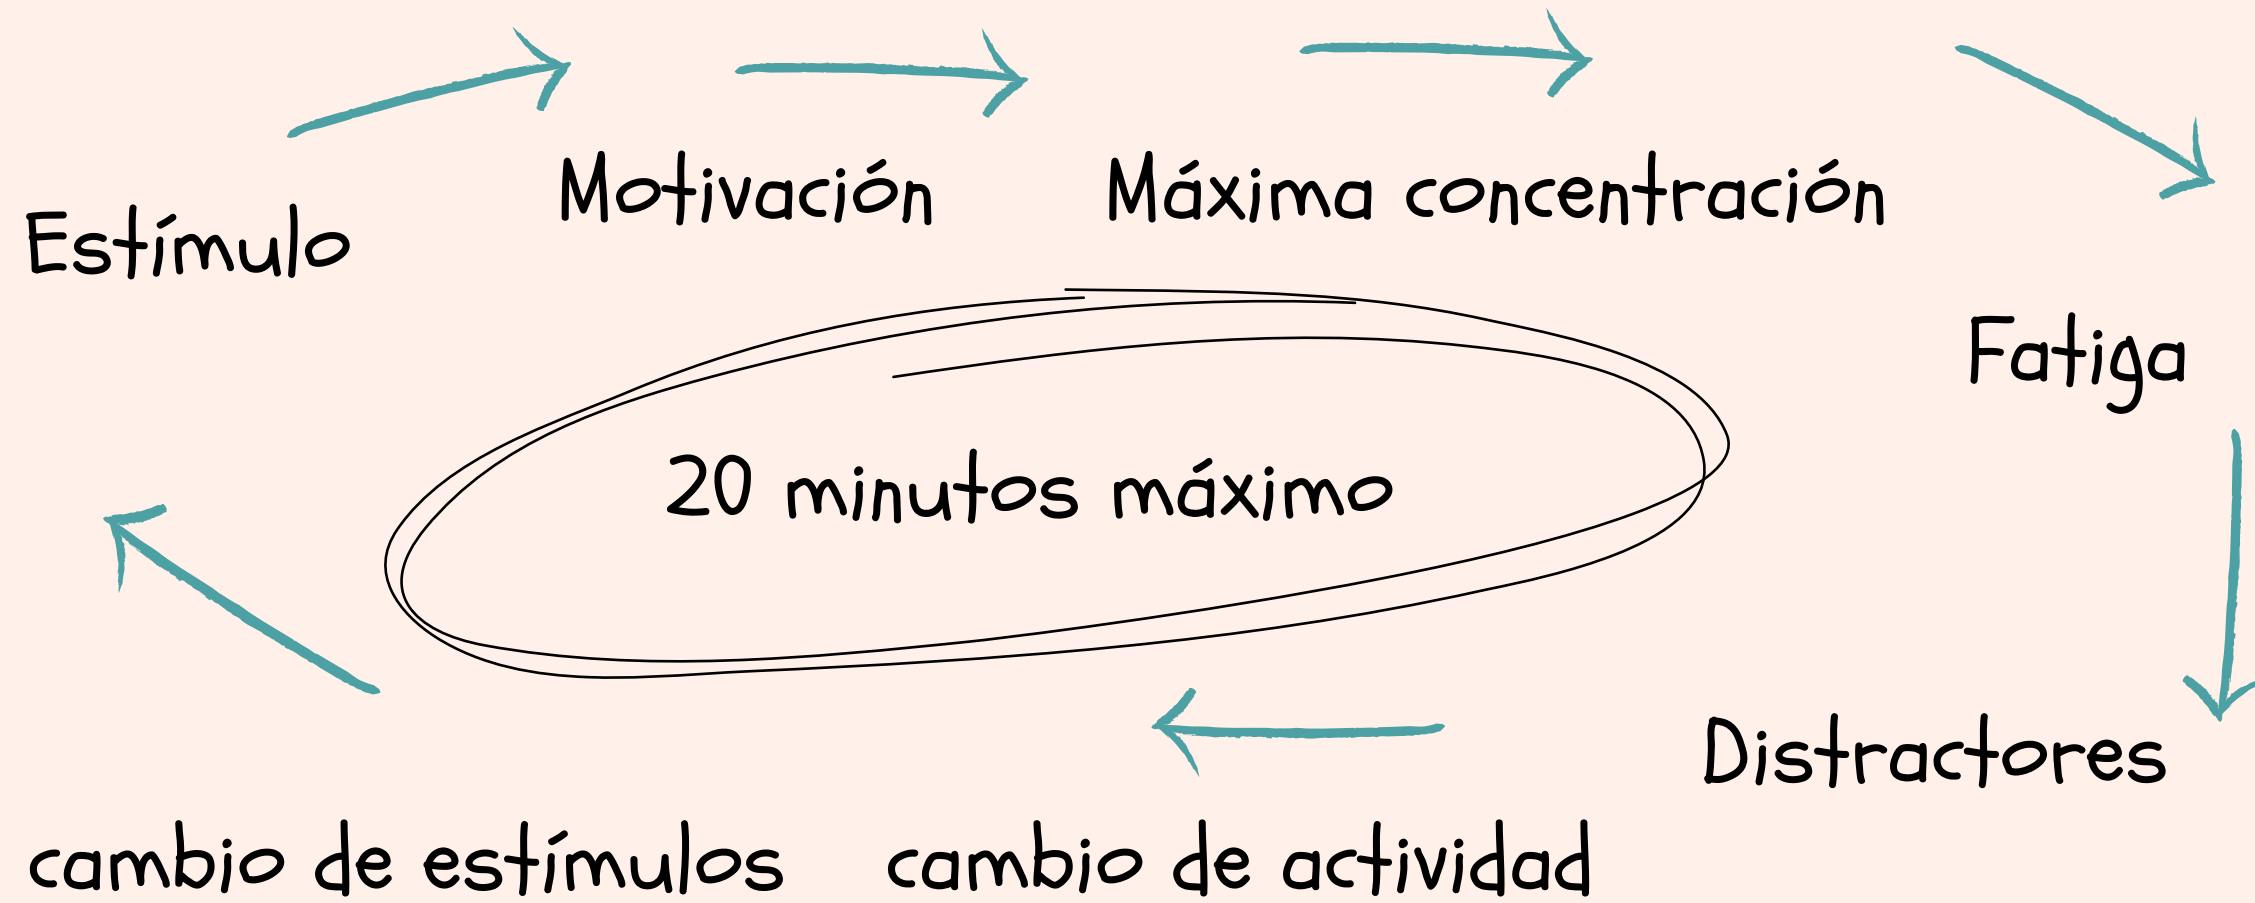 Estímulo
Motivación
Máxima concentración
Fatiga
20 minutos máximo
Distractores
cambio de actividad
cambio de estímulos